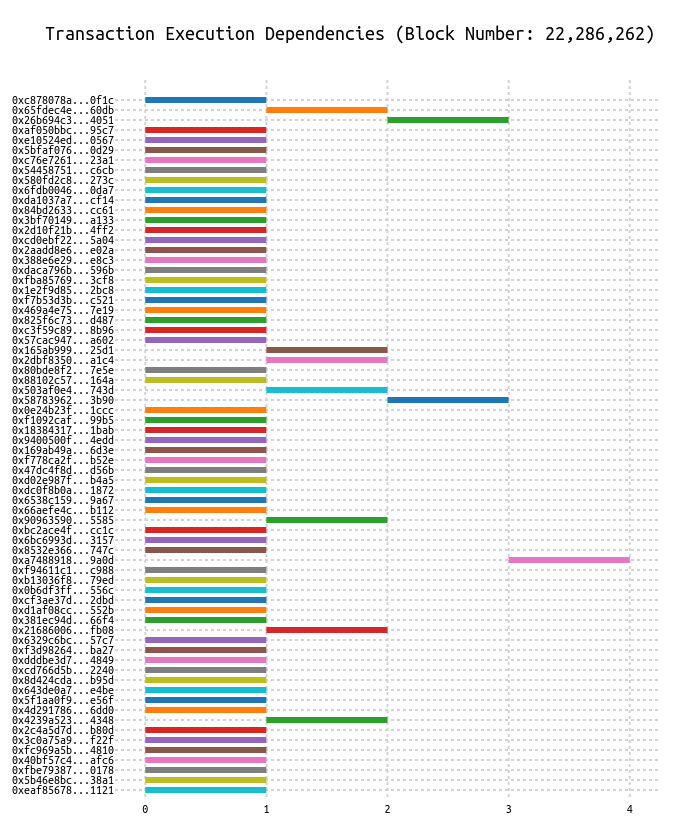 Transaction Execution Dependencies (Block Number: 22,286,262)
0xc878078a...0f1c
0x65fdec4e...60db
0x26b694c3...4051
0xaf050bbc...95c7
0xe10524ed...0567
0x5bfaf076...0d29
0xc76e7261...23a1
0x54458751...c6cb
0x580fd2c8...273c
0x6fdb0046...0da7
0xda1037a7...cf14
0x84bd2633...cc61
0x3bf70149...a133
0x2d10f21b...4ff2
0xcd0ebf22...5a04
0x2aadd8e6...e02a
0x388e6e29...e8c3
0xdaca796b...596b
0xfba85769...3cf8
0x1e2f9d85...2bc8
0xf7b53d3b...c521
0x469a4e75...7e19
0x825f6c73...d487
0xc3f59c89...8b96
0x57cac947...a602
0x165ab999...25d1
0x2dbf8350...a1c4
0x80bde8f2...7e5e
0x88102c57...164a
0x503af0e4...743d
0x58783962...3b90
0x0e24b23f...1ccc
0xf1092caf...99b5
0x18384317...1bab
0x9400500f...4edd
0x169ab49a...6d3e
0xf778ca2f...b52e
0x47dc4f8d...d56b
0xd02e987f...b4a5
0xdc0f8b0a...1872
0x6538c159...9a67
0x66aefe4c...b112
0x90963590...5585
0xbc2ace4f...cc1c
0x6bc6993d...3157
0x8532e366...747c
0xa7488918...9a0d
0xf94611c1...c988
0xb13036f8...79ed
0x0b6df3ff...556c
0xcf3ae37d...2dbd
0xd1af08cc...552b
0x381ec94d...66f4
0x21686006...fb08
0x6329c6bc...57c7
0xf3d98264...ba27
0xdddbe3d7...4849
0xcd766d5b...2240
0x8d424cda...b95d
0x643de0a7...e4be
0x5f1aa0f9...e56f
0x4d291786...6dd0
0x4239a523...4348
0x2c4a5d7d...b80d
0x3c0a75a9...f22f
0xfc969a5b...4810
0x40bf57c4...afc6
0xfbe79387...0178
0x5b46e8bc...38a1
0xeaf85678...1121
0 1 2 3 4